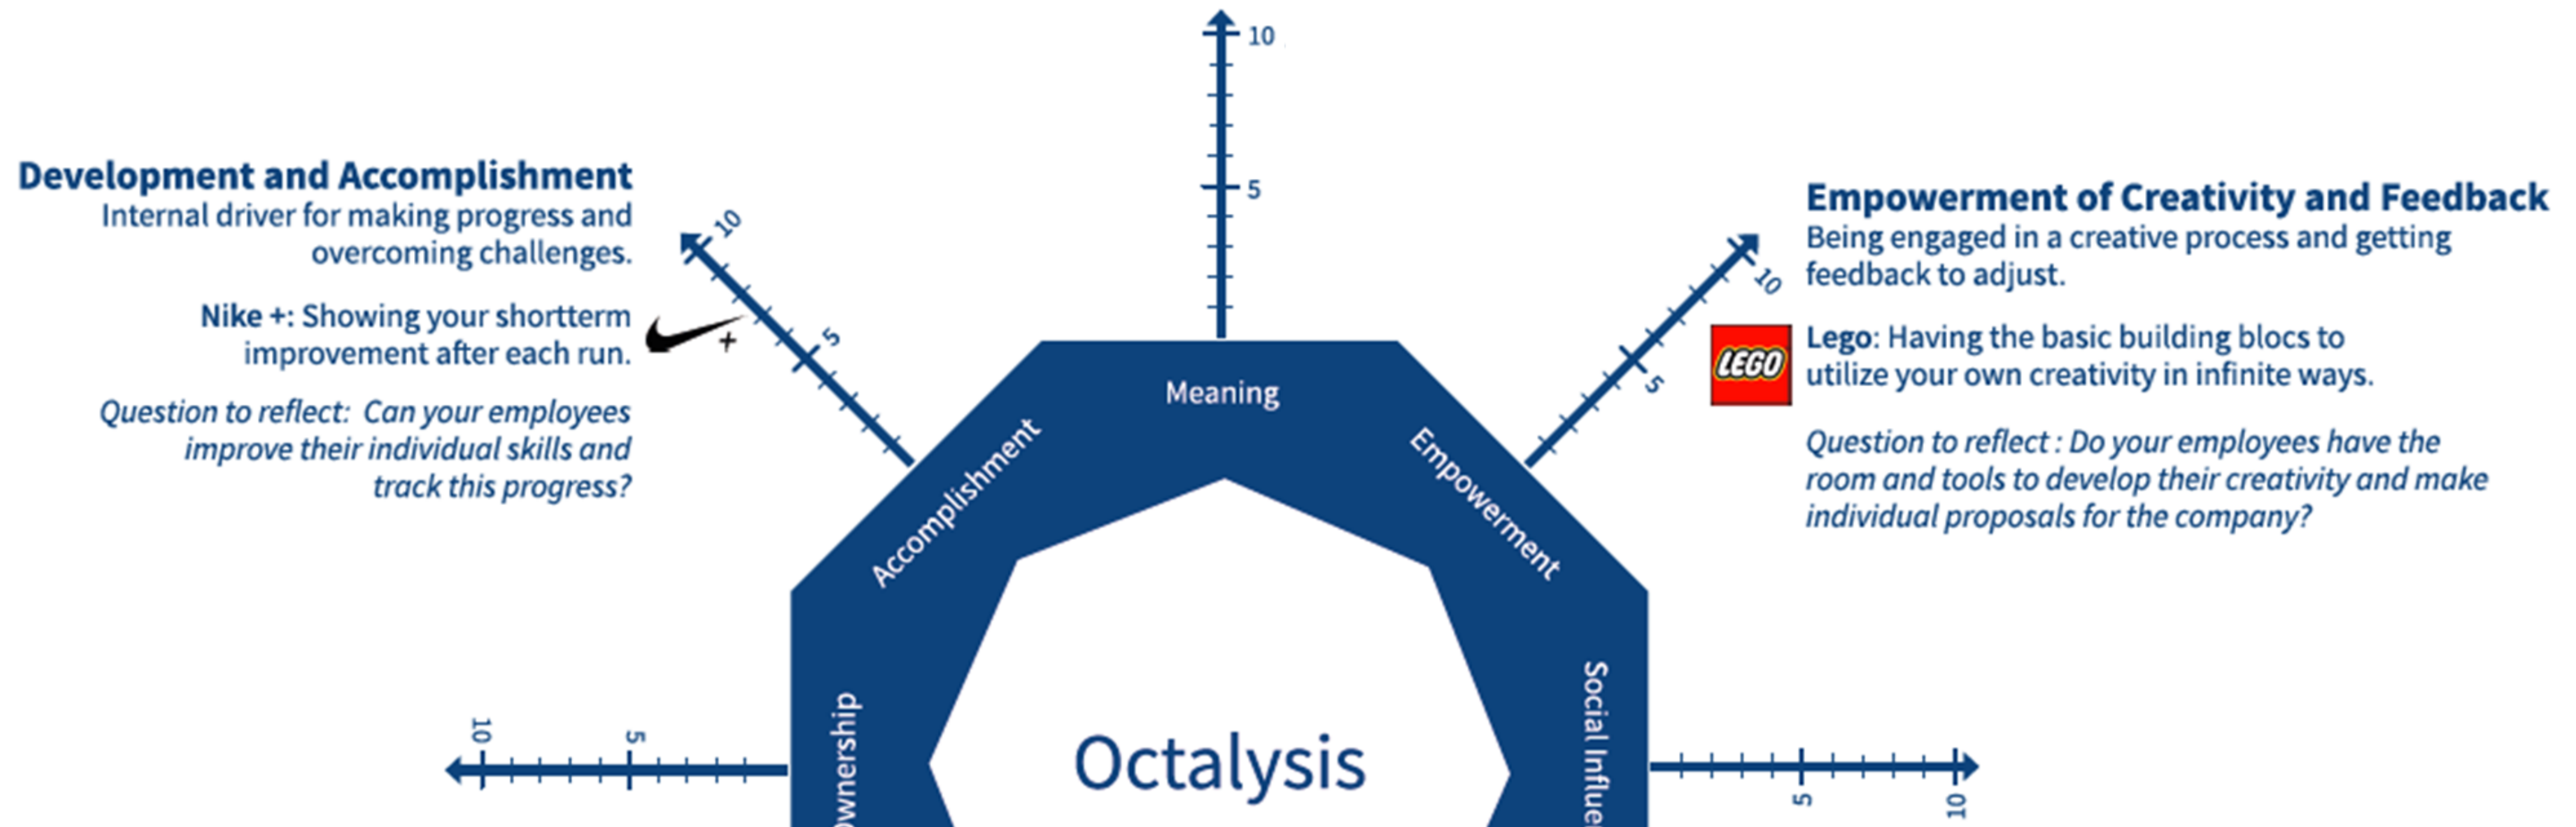 10
5
Development and Accomplishment
Internal driver for making progress and
overcoming challenges.
Nike +: Showing your shortterm
improvement after each run.
Question to reflect: Can your employees
improve their individual skills and
track this progress?
+
10
5
Empowerment of Creativity and Feedback
Being engaged in a creative process and getting
feedback to adjust.
LEGO
Lego: Having the basic building blocs to
utilize your own creativity in infinite ways.
Question to reflect : Do your employees have the
room and tools to develop their creativity and make
individual proposals for the company?
10
5
Meaning
Accomplishment
Empowerment
Social
Octalysis
10
5
5
10